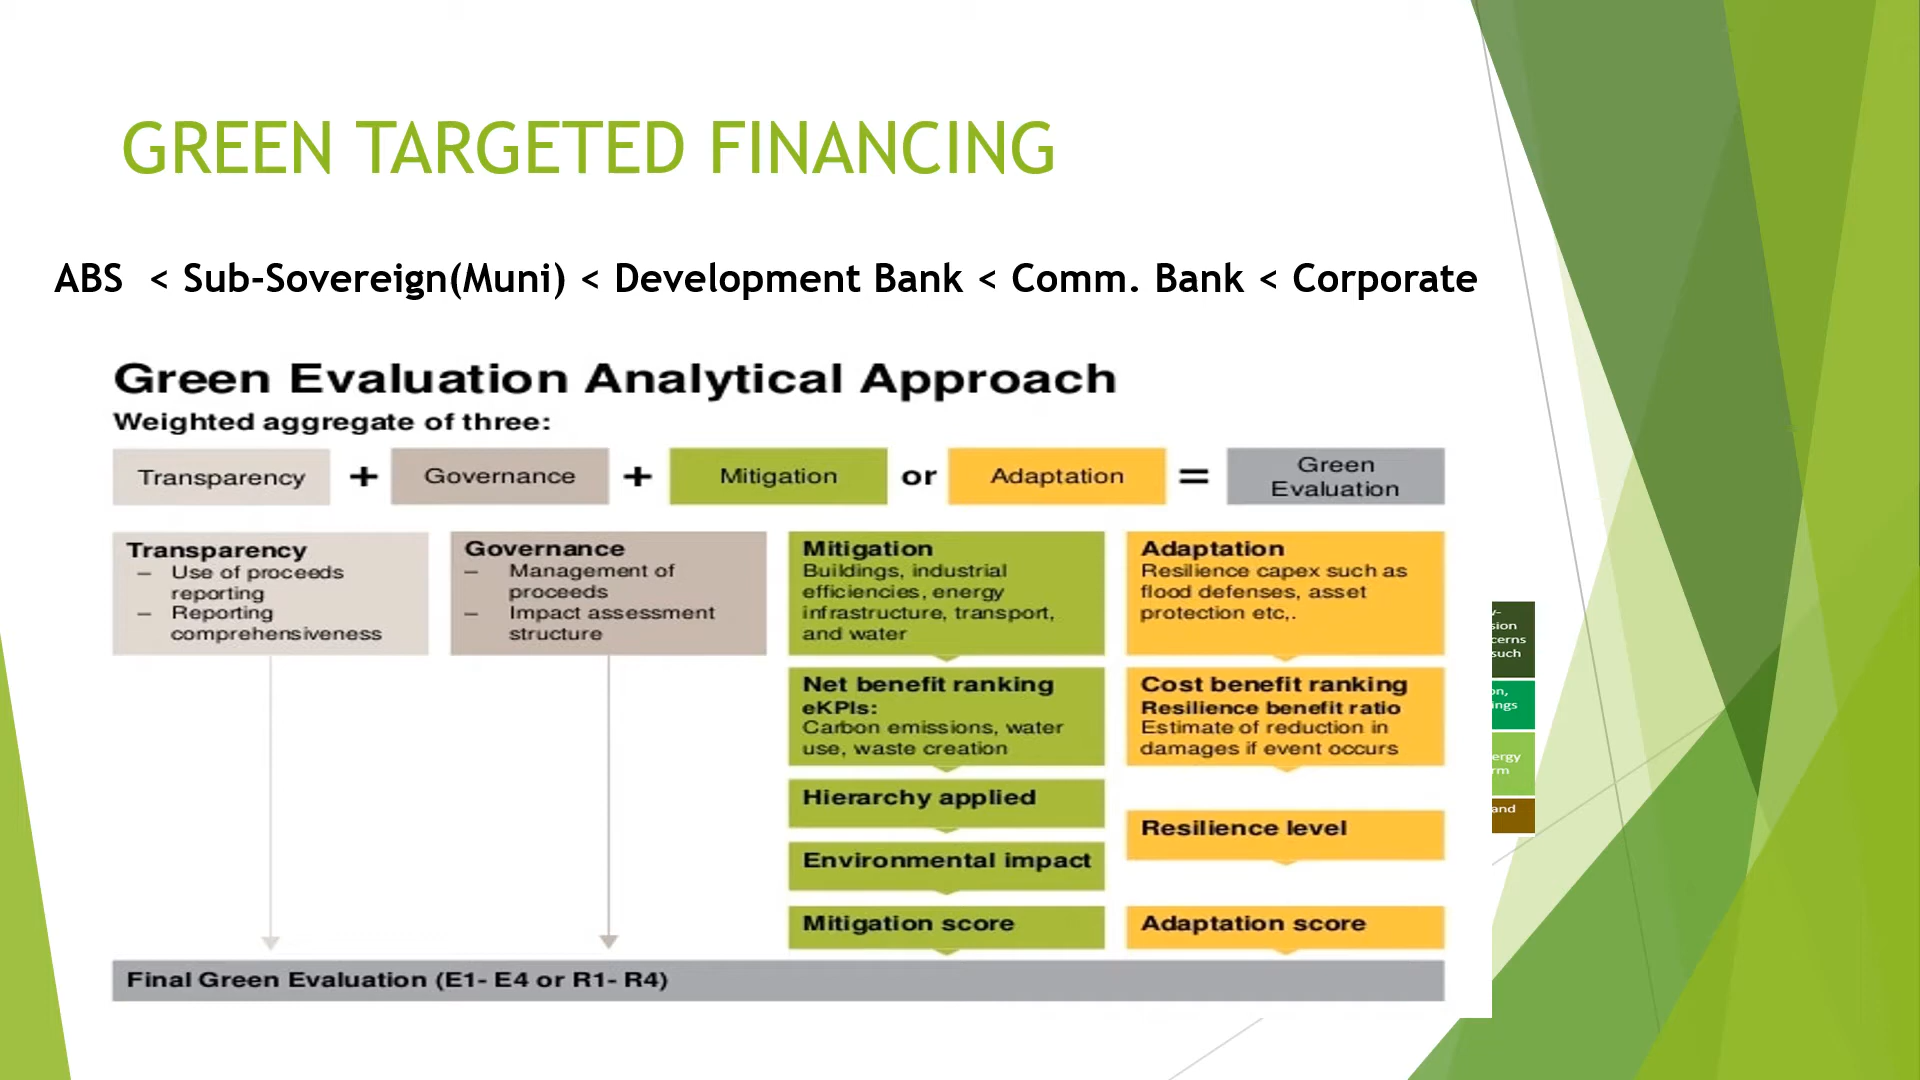 GREEN TARGETED FINANCING
ABS < Sub-Sovereign(Muni) < Development Bank < Comm. Bank < Corporate
Green Evaluation Analytical Approach
Weighted aggregate of three:
Transparency + Governance + Mitigation or Adaptation = Green
Evaluation
Transparency
– Use of proceeds
reporting
– Reporting
comprehensiveness
Governance
– Management of
proceeds
– Impact assessment
structure
Mitigation
Buildings, industrial
efficiencies, energy
infrastructure, transport,
and water
Net benefit ranking
eKPIs:
Carbon emissions, water
use, waste creation
Hierarchy applied
Environmental impact
Mitigation score
Adaptation
Resilience capex such as
flood defenses, asset
protection etc,.
Cost benefit ranking
Resilience benefit ratio
Estimate of reduction in
damages if event occurs
Resilience level
Adaptation score
Final Green Evaluation (E1- E4 or R1- R4)
such
and